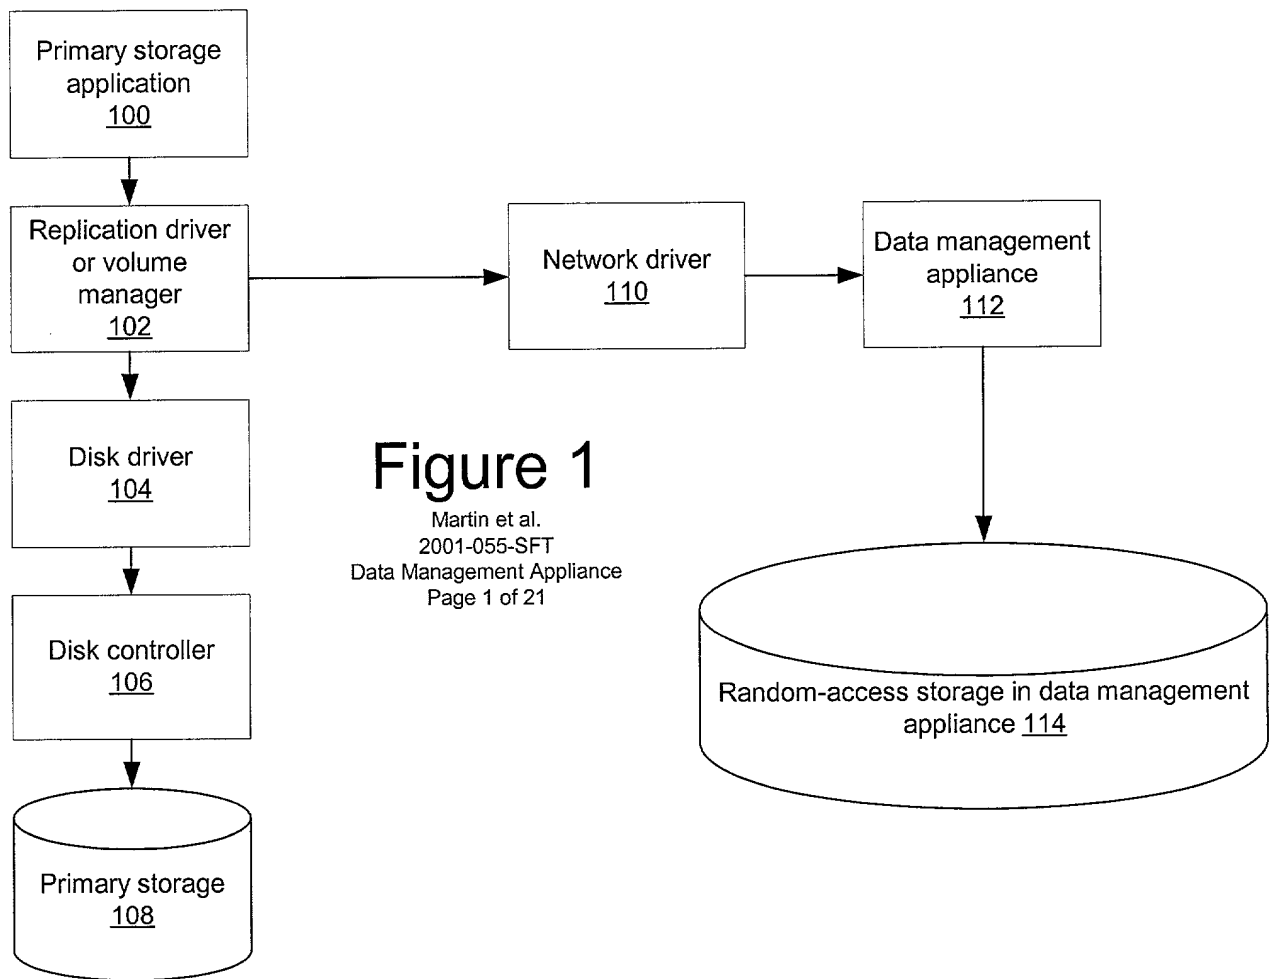 Primary storage
application
100
Replication driver
or volume
manager
102
Network driver
110
Data management
appliance
112
Disk driver
104
Figure 1
Martin et al.
2001-055-SFT
Data Management Appliance
Page 1 of 21
Disk controller
106
Random-access storage in data management
appliance 114
Primary storage
108